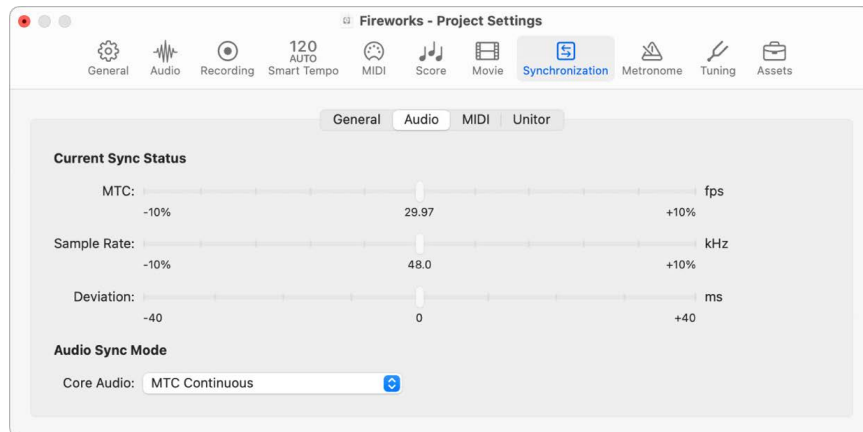 Fireworks - Project Settings
120
AUTO
General Audio Recording Smart Tempo MIDI Score Movie Synchronization Metronome Tuning Assets
General Audio MIDI Unitor
Current Sync Status
MTC: fps
-10% 29.97 +10%
Sample Rate: kHz
-10% 48.0 +10%
Deviation: ms
-40 0 +40
Audio Sync Mode
Core Audio: MTC Continuous